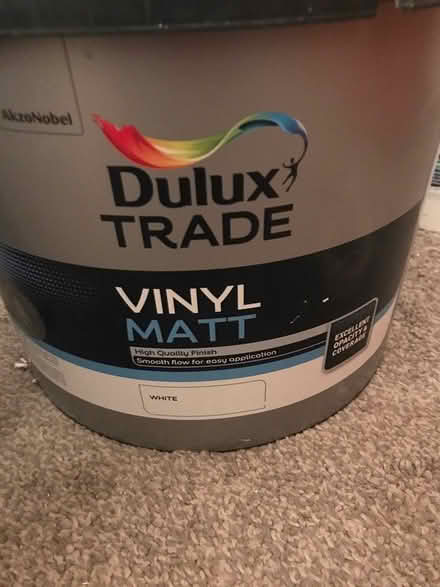 AkzoNobel
Dulux
TRADE
VINYL
MATT
High Quality Finish
Smooth flow for easy application
EXCELLENT
OPACITY &
COVERAGE
WHITE